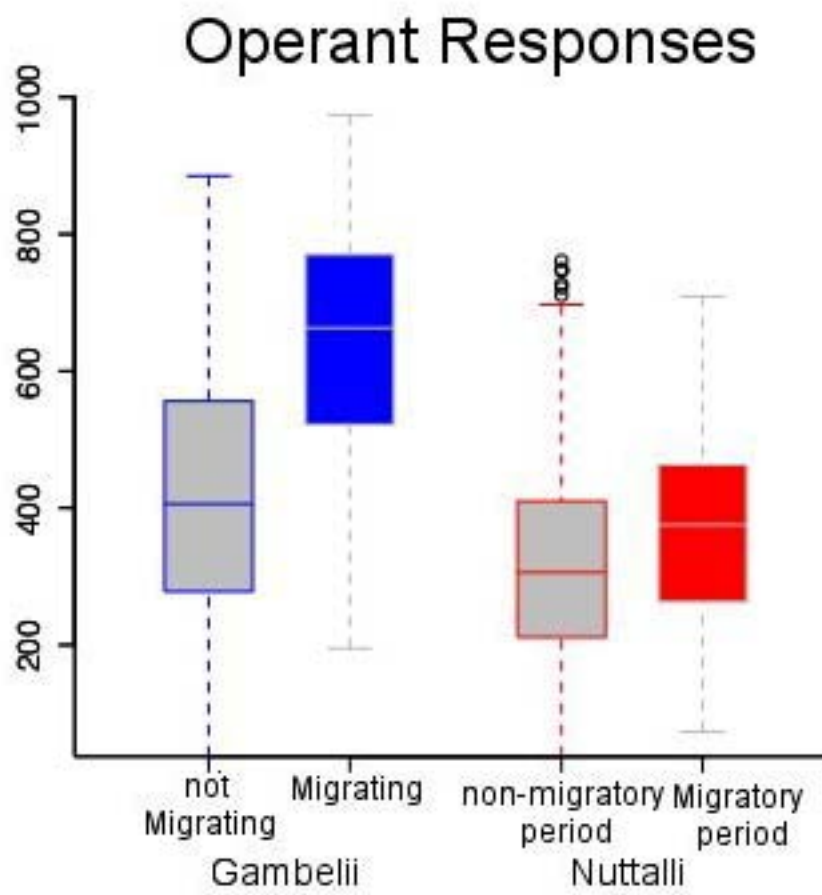 Operant Responses
1000
800
600
400
200
not
Migrating
Migrating
non-migratory
period
Migratory
period
Gambelii
Nuttalli